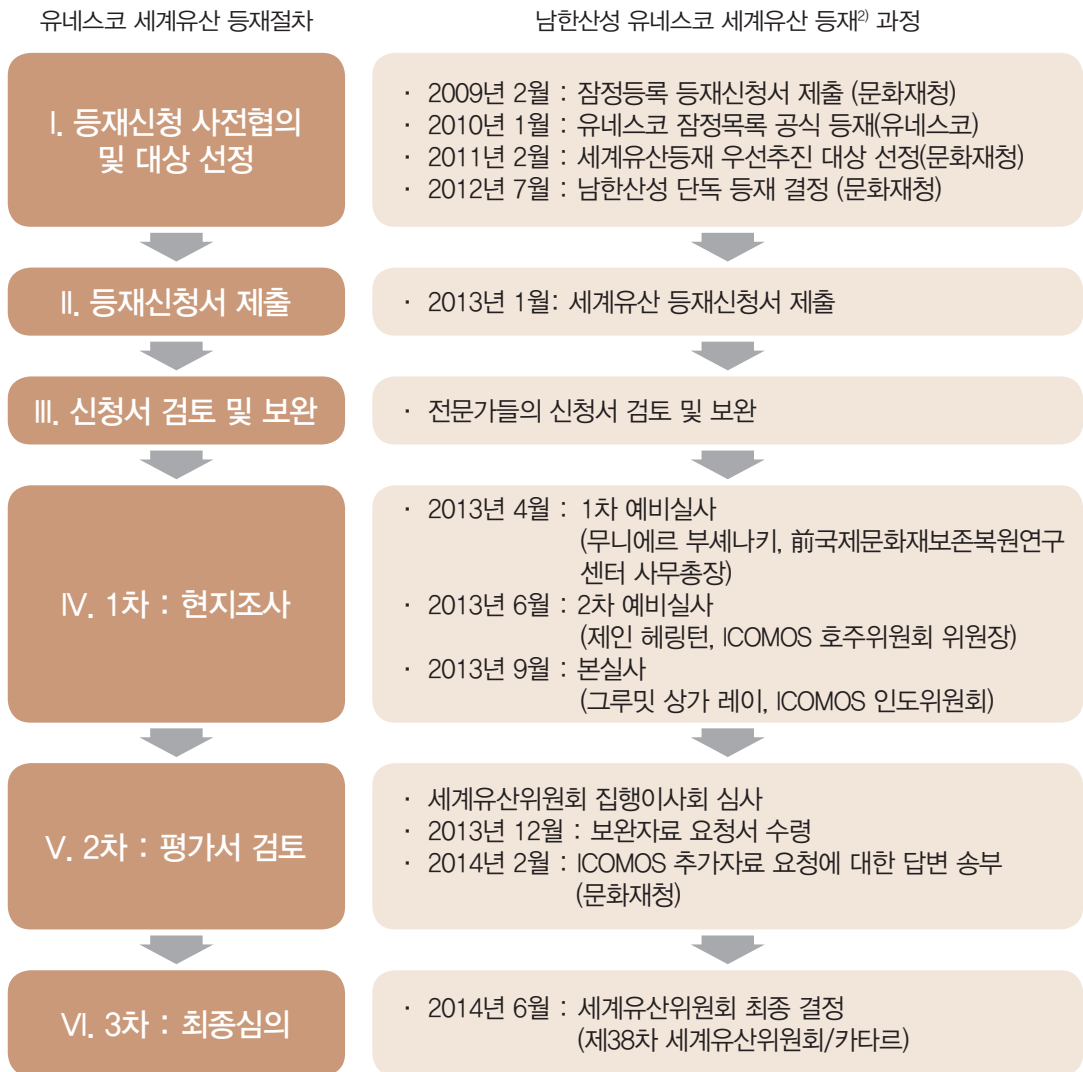 유네스코 세계유산 등재절차
남한산성 유네스코 세계유산 등재2) 과정
I. 등재신청 사전협의
및 대상 선정
· 2009년 2월 : 잠정등록 등재신청서 제출 (문화재청)
· 2010년 1월 : 유네스코 잠정목록 공식 등재(유네스코)
· 2011년 2월 : 세계유산등재 우선추진 대상 선정(문화재청)
· 2012년 7월 : 남한산성 단독 등재 결정 (문화재청)
II. 등재신청서 제출
· 2013년 1월: 세계유산 등재신청서 제출
III. 신청서 검토 및 보완
· 전문가들의 신청서 검토 및 보완
IV. 1차 : 현지조사
· 2013년 4월 : 1차 예비실사
(무니에르 부셰나키, 前국제문화재보존복원연구
센터 사무총장)
· 2013년 6월 : 2차 예비실사
(제인 헤링턴, ICOMOS 호주위원회 위원장)
· 2013년 9월 : 본실사
(그루밋 상가 레이, ICOMOS 인도위원회)
V. 2차 : 평가서 검토
· 세계유산위원회 집행이사회 심사
· 2013년 12월 : 보완자료 요청서 수령
· 2014년 2월 : ICOMOS 추가자료 요청에 대한 답변 송부
(문화재청)
VI. 3차 : 최종심의
· 2014년 6월 : 세계유산위원회 최종 결정
(제38차 세계유산위원회/카타르)